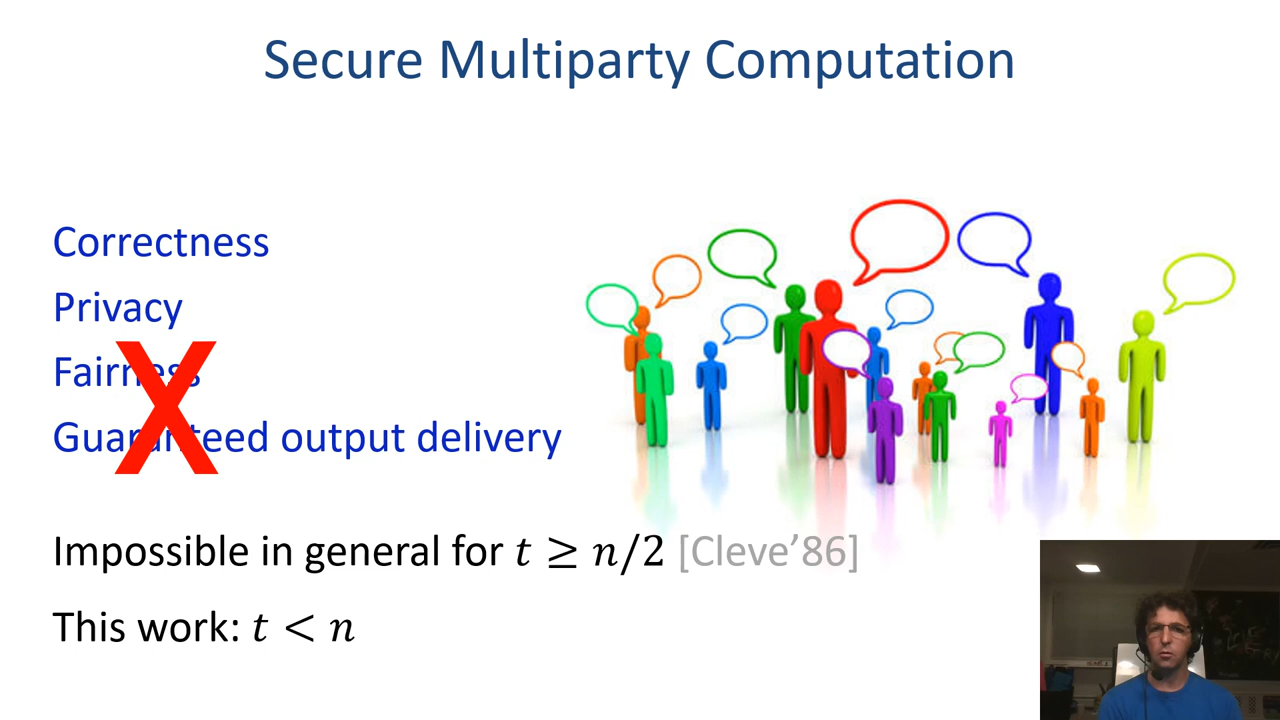 Secure Multiparty Computation
Correctness
Privacy
Fairness
Guaranteed output delivery
Impossible in general for t ≥ n/2 [Cleve’86]
This work: t < n